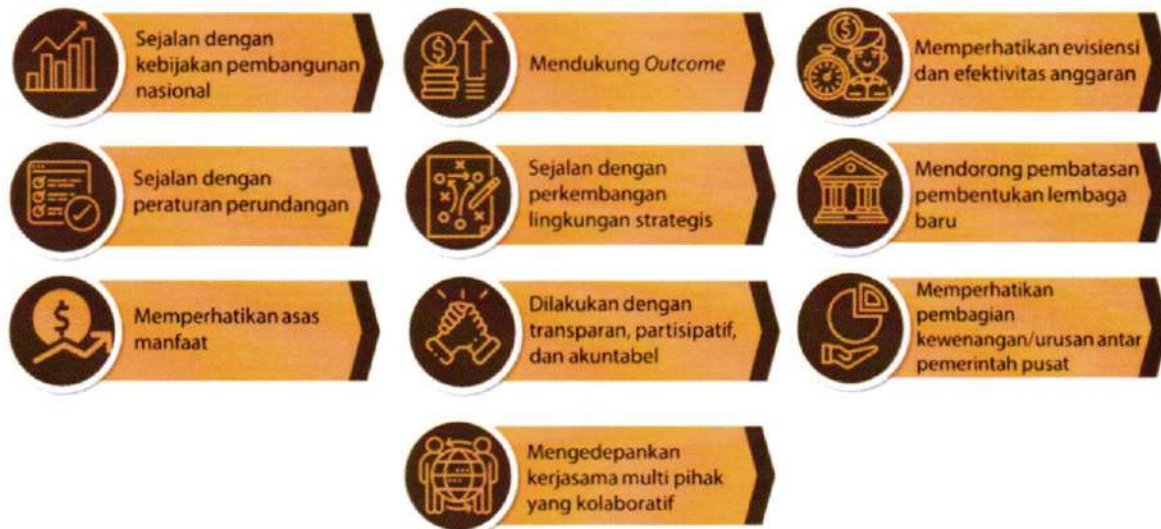 Sejalan dengan
kebijakan pembangunan
nasional
Mendukung Outcome
Memperhatikan evisiensi
dan efektivitas anggaran
Sejalan dengan
peraturan perundangan
Sejalan dengan
perkembangan
lingkungan strategis
Mendorong pembatasan
pembentukan lembaga
baru
Memperhatikan asas
manfaat
Dilakukan dengan
transparan, partisipatif,
dan akuntabel
Memperhatikan
pembagian
kewenangan/urusan antar
pemerintah pusat
Mengedepankan
kerjasama multi pihak
yang kolaboratif